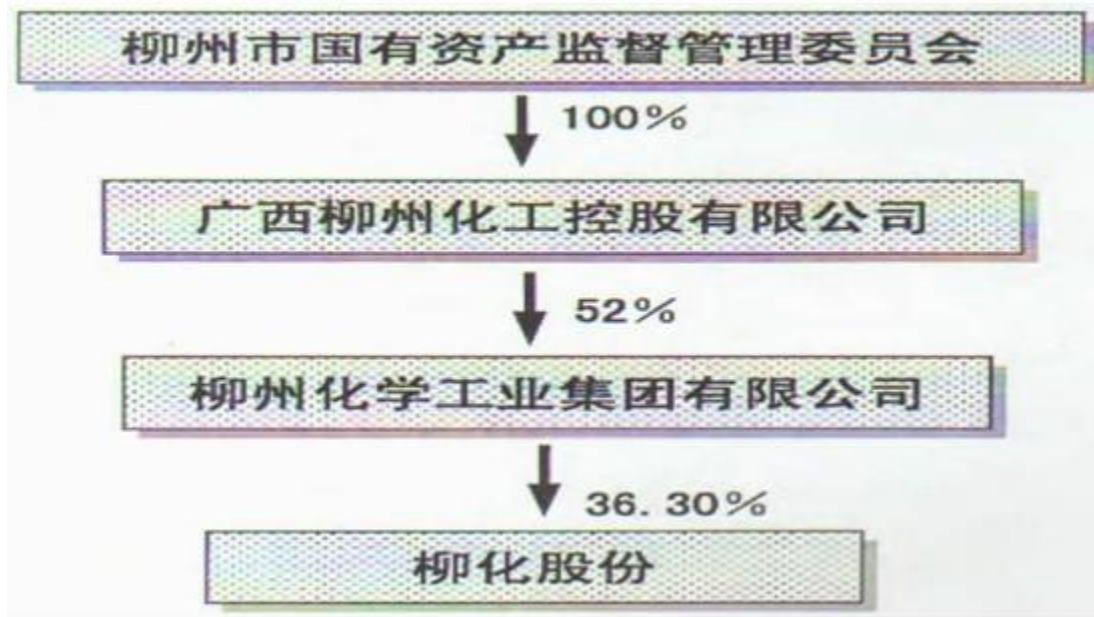 柳州市国有资产监督管理委员会
100%
广西柳州化工控股有限公司
52%
柳州化学工业集团有限公司
36.30%
柳化股份